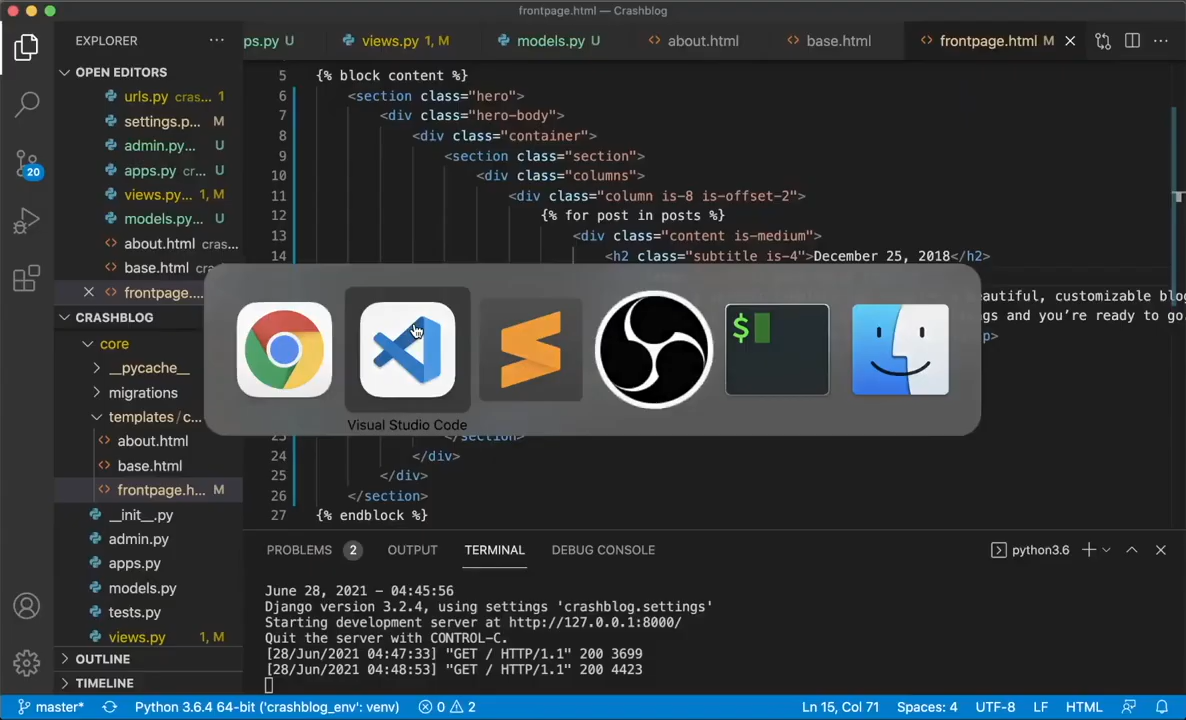 frontpage.html — Crashblog
EXPLORER
ps.py U
views.py 1, M
models.py U
about.html
base.html
frontpage.html M
OPEN EDITORS
urls.py cras... 1
settings.p... M
admin.py... U
apps.py cr... U
views.py... 1, M
models.py... U
about.html cras...
base.html cra
frontpage....
CRASHBLOG
core
__pycache__
migrations
templates/c...
about.html
base.html
frontpage.h... M
__init__.py
admin.py
apps.py
models.py
tests.py
views.py 1, M
OUTLINE
TIMELINE
20
5 {% block content %}
6 <section class="hero">
7 <div class="hero-body">
8 <div class="container">
9 <section class="section">
10 <div class="columns">
11 <div class="column is-8 is-offset-2">
12 {% for post in posts %}
13 <div class="content is-medium">
14 <h2 class="subtitle is-4">December 25, 2018</h2>
eautiful, customizable blo
ngs and you're ready to go.
p>
Visual Studio Code
$
23 </section>
24 </div>
25 </div>
26 </section>
27 {% endblock %}
PROBLEMS 2 OUTPUT TERMINAL DEBUG CONSOLE
python3.6
June 28, 2021 - 04:45:56
Django version 3.2.4, using settings 'crashblog.settings'
Starting development server at http://127.0.0.1:8000/
Quit the server with CONTROL-C.
[28/Jun/2021 04:47:33] "GET / HTTP/1.1" 200 3699
[28/Jun/2021 04:48:53] "GET / HTTP/1.1" 200 4423
master* Python 3.6.4 64-bit ('crashblog_env': venv) 0 2 Ln 15, Col 71 Spaces: 4 UTF-8 LF HTML